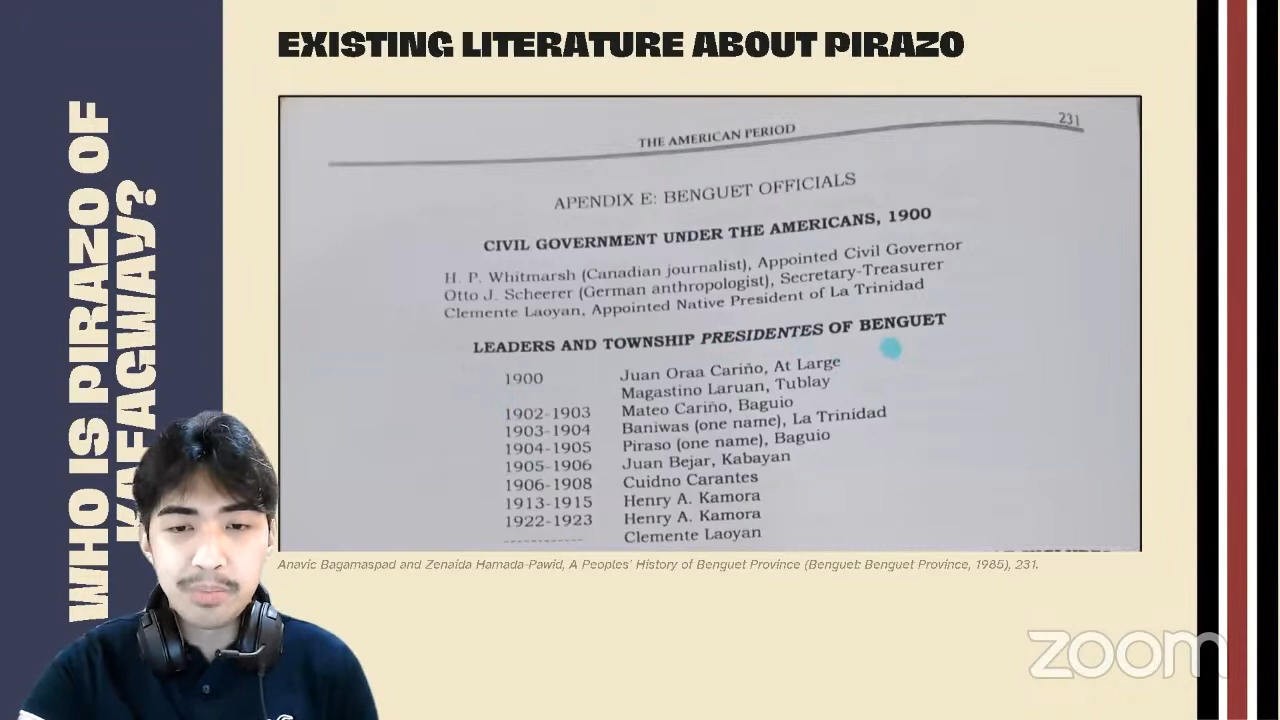 EXISTING LITERATURE ABOUT PIRAZO
WHO IS PIRAZO OF
KAFAGWAY?
THE AMERICAN PERIOD
231
APENDIX E: BENGUET OFFICIALS
CIVIL GOVERNMENT UNDER THE AMERICANS, 1900
H. P. Whitmarsh (Canadian journalist), Appointed Civil Governor
Otto J. Scheerer (German anthropologist), Secretary-Treasurer
Clemente Laoyan, Appointed Native President of La Trinidad
LEADERS AND TOWNSHIP PRESIDENTES OF BENGUET
1900 Juan Oraa Cariño, At Large
Magastino Laruan, Tublay
1902-1903 Mateo Cariño, Baguio
1903-1904 Baniwas (one name), La Trinidad
1904-1905 Piraso (one name), Baguio
1905-1906 Juan Bejar, Kabayan
1906-1908 Cuidno Carantes
1913-1915 Henry A. Kamora
1922-1923 Henry A. Kamora
------------ Clemente Laoyan
Anavic Bagamaspad and Zenaida Hamada-Pawid, A Peoples' History of Benguet Province (Benguet: Benguet Province, 1985), 231.
zoom